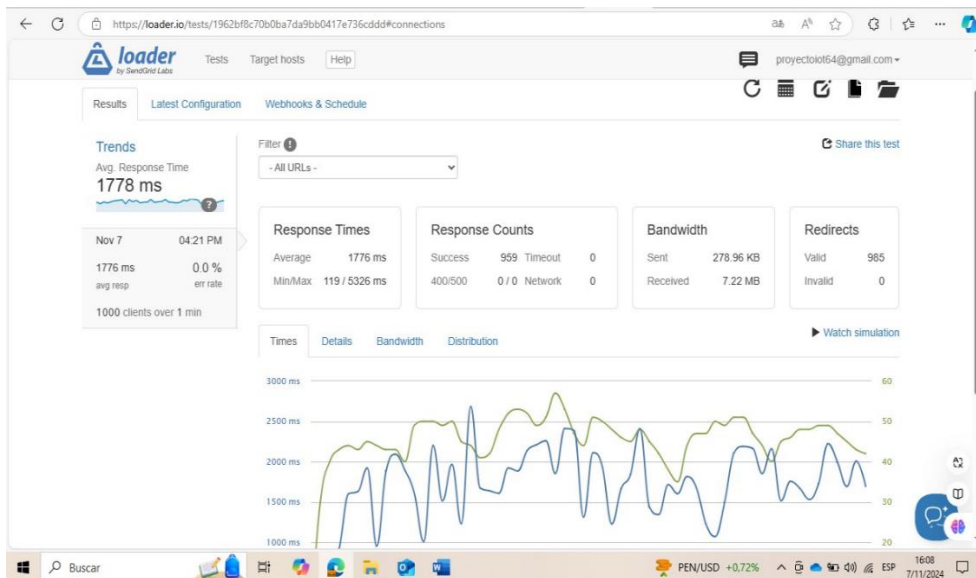 https://loader.io/tests/1962bf8c70b0ba7da9bb0417e736cddd#connections
loader
by SendGrid Labs
Tests
Target hosts
Help
proyectoiot64@gmail.com
Results
Latest Configuration
Webhooks & Schedule
Trends
Avg. Response Time
1778 ms
?
Nov 7 04:21 PM
1776 ms 0.0 %
avg resp err rate
1000 clients over 1 min
Filter !
- All URLs -
Share this test
Response Times
Average 1776 ms
Min/Max 119 / 5326 ms
Response Counts
Success 959 Timeout 0
400/500 0 / 0 Network 0
Bandwidth
Sent 278.96 KB
Received 7.22 MB
Redirects
Valid 985
Invalid 0
Times
Details
Bandwidth
Distribution
Watch simulation
3000 ms 60
2500 ms 50
2000 ms 40
1500 ms 30
1000 ms 20
Buscar
PEN/USD +0,72%
ESP
16:08
7/11/2024